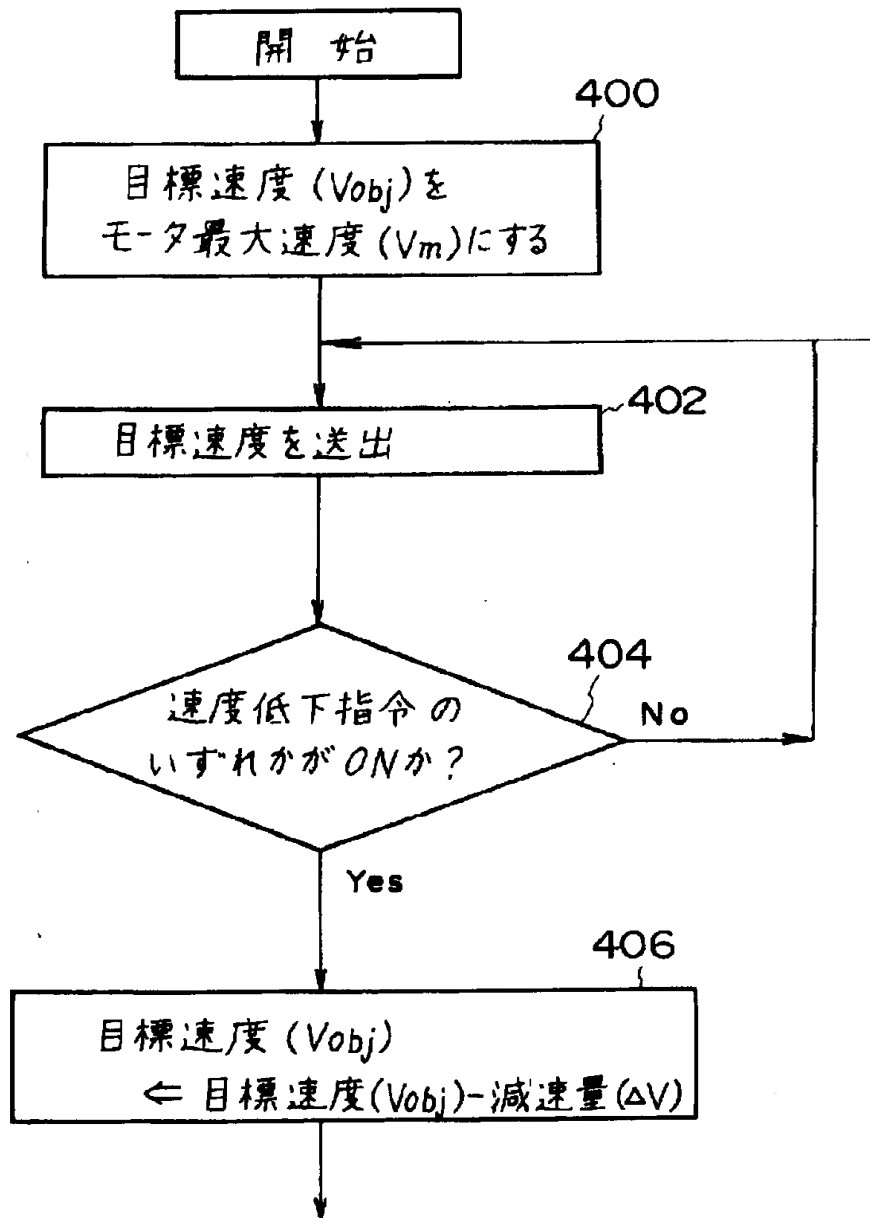 開始
400
目標速度(Vobj)を
モータ最大速度(Vm)にする
402
目標速度を送出
404
速度低下指令の
いずれかがONか?
No
Yes
406
目標速度(Vobj)
⇐ 目標速度(Vobj)-減速量(ΔV)